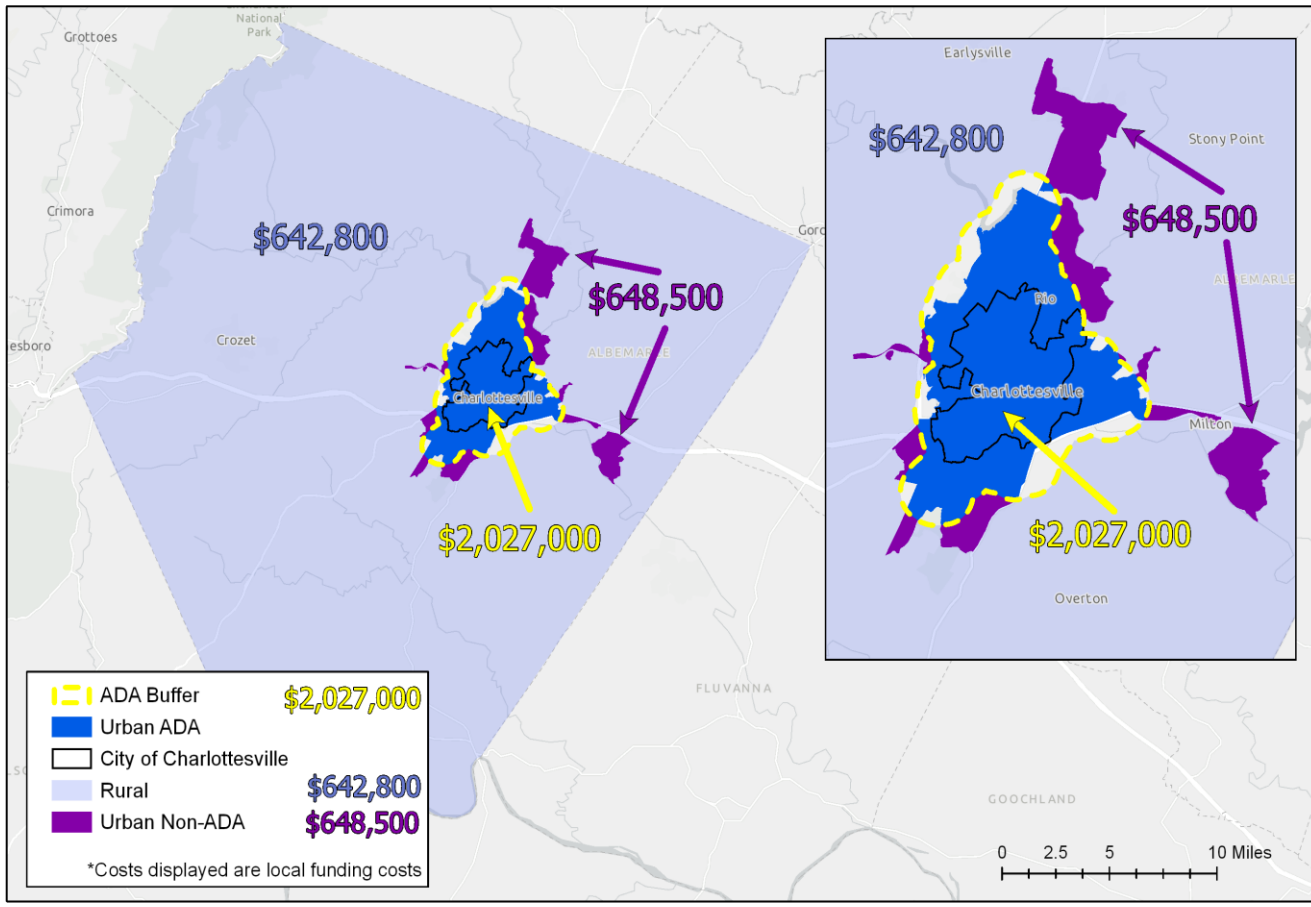 National
Park
Grottoes
Crimora
esboro
Crozet
$642,800
$648,500
ALBEMARLE
Charlottesville
$2,027,000
Gor
FLUVANNA
GOOCHLAND
Earlysville
$642,800
Stony Point
$648,500
ALBEMARLE
Rio
Charlottesville
Milton
$2,027,000
Overton
ADA Buffer $2,027,000
Urban ADA
City of Charlottesville
Rural $642,800
Urban Non-ADA $648,500
*Costs displayed are local funding costs
0 2.5 5 10 Miles